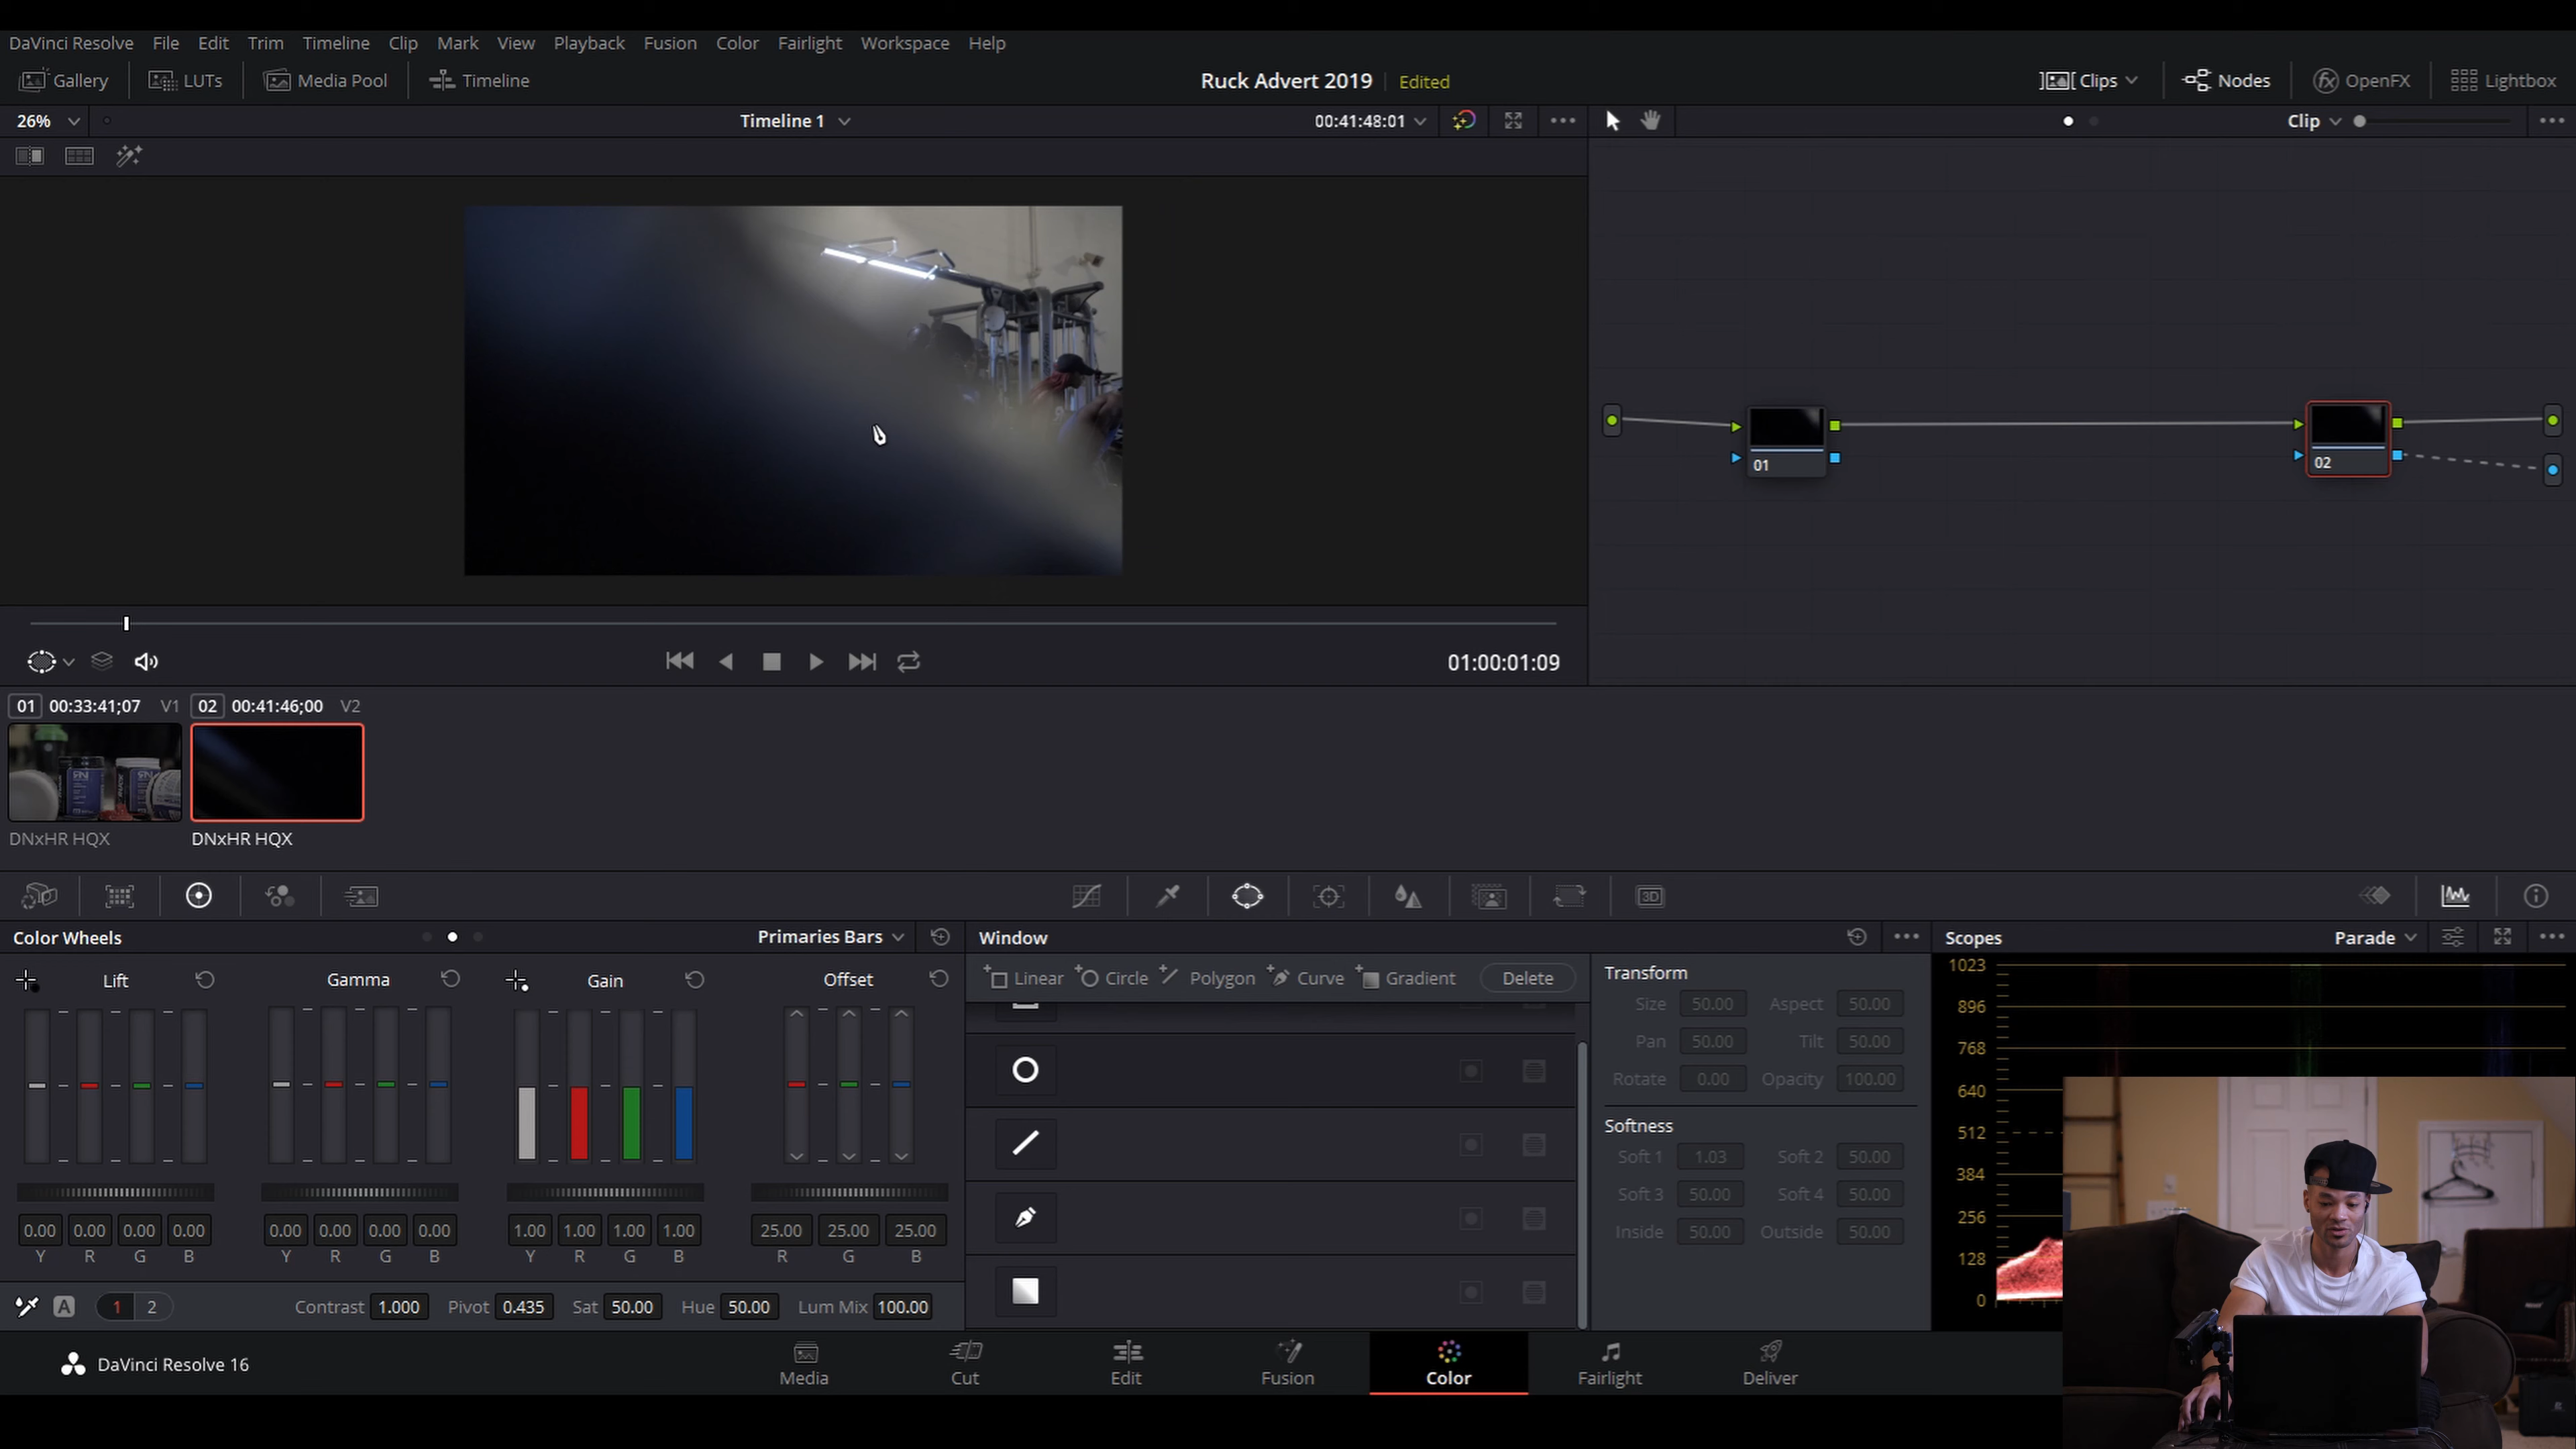 DaVinci Resolve File Edit Trim Timeline Clip Mark View Playback Fusion Color Fairlight Workspace Help
Gallery LUTs Media Pool Timeline Ruck Advert 2019 Edited Clips Nodes OpenFX Lightbox
26% Timeline 1 00:41:48:01 Clip
01 02
01:00:01:09
01 00:33:41;07 V1 02 00:41:46;00 V2
DNxHR HQX DNxHR HQX
3D
Color Wheels Primaries Bars Window Scopes Parade
Lift Gamma Gain Offset
Linear Circle Polygon Curve Gradient Delete
Transform
Size 50.00 Aspect 50.00
Pan 50.00 Tilt 50.00
Rotate 0.00 Opacity 100.00
Softness
Soft 1 1.03 Soft 2 50.00
Soft 3 50.00 Soft 4 50.00
Inside 50.00 Outside 50.00
1023
896
768
640
512
384
256
128
0
0.00 0.00 0.00 0.00 0.00 0.00 0.00 0.00 1.00 1.00 1.00 1.00 25.00 25.00 25.00
Y R G B Y R G B Y R G B R G B
A 1 2 Contrast 1.000 Pivot 0.435 Sat 50.00 Hue 50.00 Lum Mix 100.00
DaVinci Resolve 16 Media Cut Edit Fusion Color Fairlight Deliver